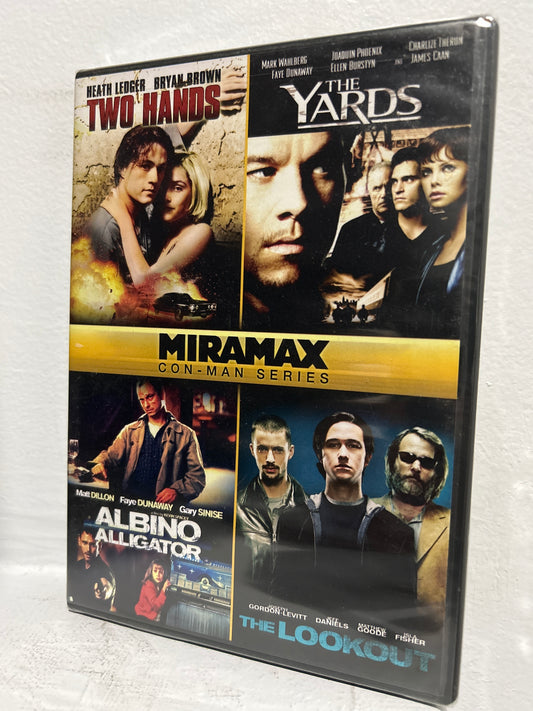 HEATH LEDGER BRYAN BROWN
TWO HANDS
MARK WAHLBERG JOAQUIN PHOENIX CHARLIZE THERON
FAYE DUNAWAY ELLEN BURSTYN AND JAMES CAAN
THE
YARDS
MIRAMAX
CON-MAN SERIES
Matt DILLON Faye DUNAWAY Gary SINISE
ALBINO
ALLIGATOR
GORDON-LEVITT DANIELS MATTHEW GOODE FISHER
THE LOOKOUT